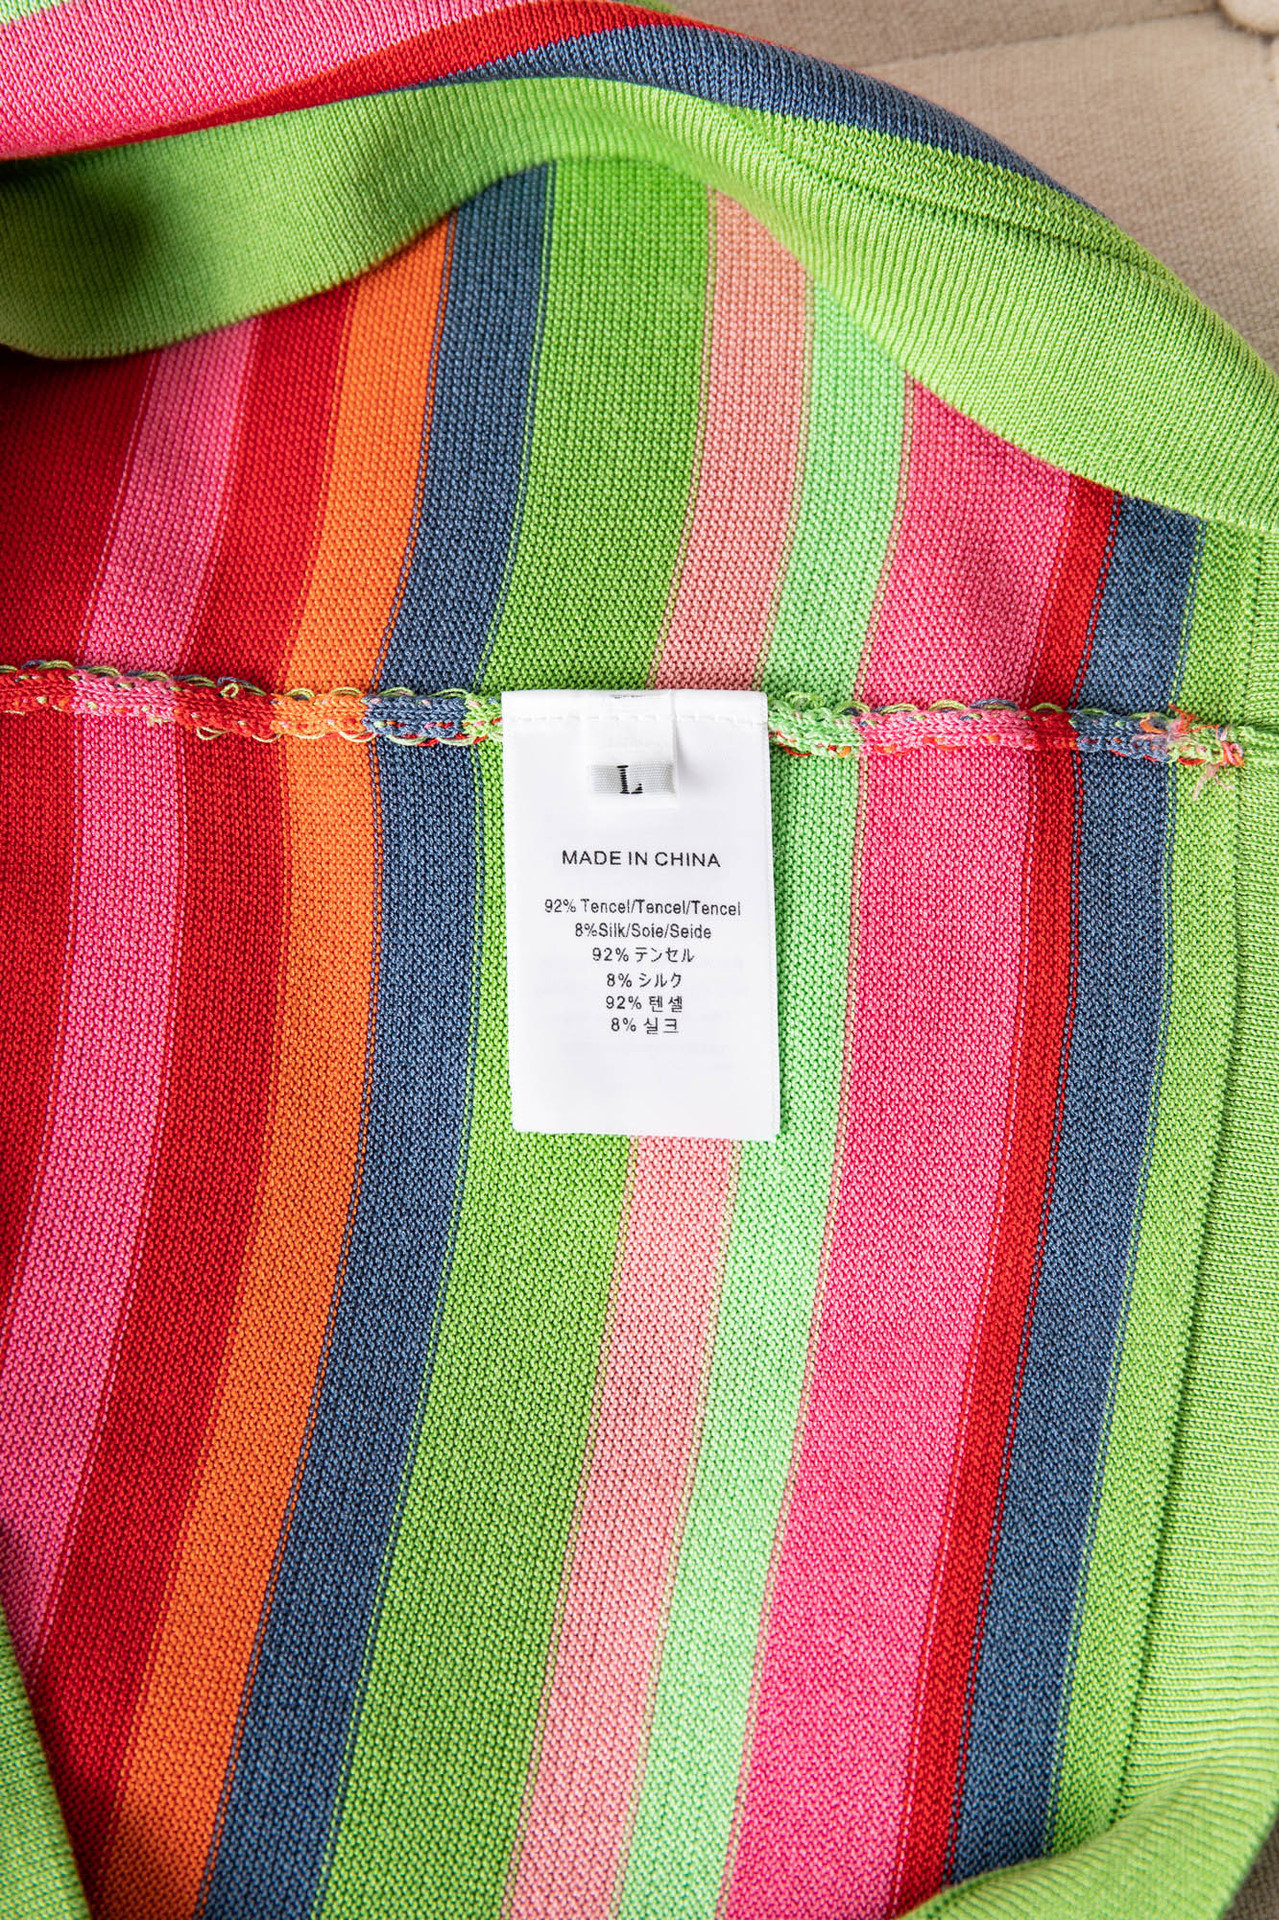 L
MADE IN CHINA
92% Tencel/Tencel/Tencel
8%Silk/Soie/Seide
92% テンセル
8% シルク
92% 텐셀
8% 실크